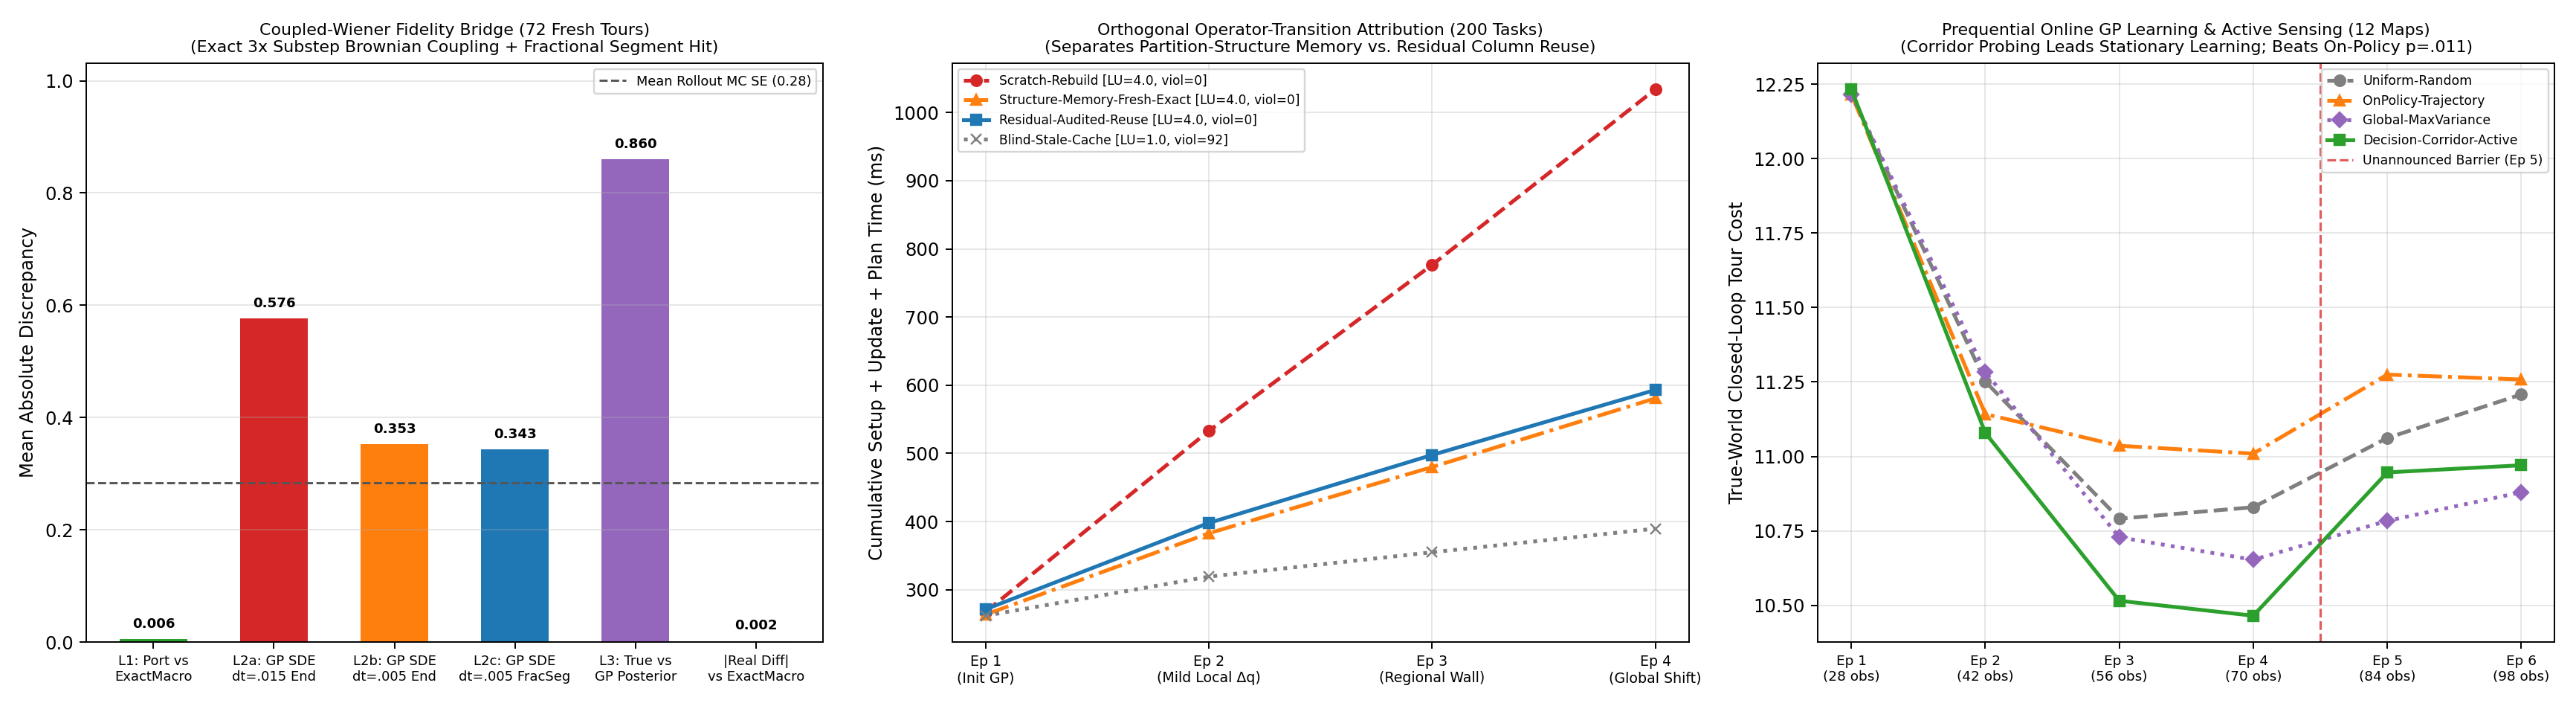 Coupled-Wiener Fidelity Bridge (72 Fresh Tours)
(Exact 3x Substep Brownian Coupling + Fractional Segment Hit)
Mean Absolute Discrepancy
1.0
0.8
0.6
0.4
0.2
0.0
Mean Rollout MC SE (0.28)
0.006
0.576
0.353
0.343
0.860
0.002
L1: Port vs
ExactMacro
L2a: GP SDE
dt=.015 End
L2b: GP SDE
dt=.005 End
L2c: GP SDE
dt=.005 FracSeg
L3: True vs
GP Posterior
|Real Diff|
vs ExactMacro
Orthogonal Operator-Transition Attribution (200 Tasks)
(Separates Partition-Structure Memory vs. Residual Column Reuse)
Cumulative Setup + Update + Plan Time (ms)
1000
900
800
700
600
500
400
300
Scratch-Rebuild [LU=4.0, viol=0]
Structure-Memory-Fresh-Exact [LU=4.0, viol=0]
Residual-Audited-Reuse [LU=4.0, viol=0]
Blind-Stale-Cache [LU=1.0, viol=92]
Ep 1
(Init GP)
Ep 2
(Mild Local Δq)
Ep 3
(Regional Wall)
Ep 4
(Global Shift)
Prequential Online GP Learning & Active Sensing (12 Maps)
(Corridor Probing Leads Stationary Learning; Beats On-Policy p=.011)
True-World Closed-Loop Tour Cost
12.25
12.00
11.75
11.50
11.25
11.00
10.75
10.50
Uniform-Random
OnPolicy-Trajectory
Global-MaxVariance
Decision-Corridor-Active
Unannounced Barrier (Ep 5)
Ep 1
(28 obs)
Ep 2
(42 obs)
Ep 3
(56 obs)
Ep 4
(70 obs)
Ep 5
(84 obs)
Ep 6
(98 obs)